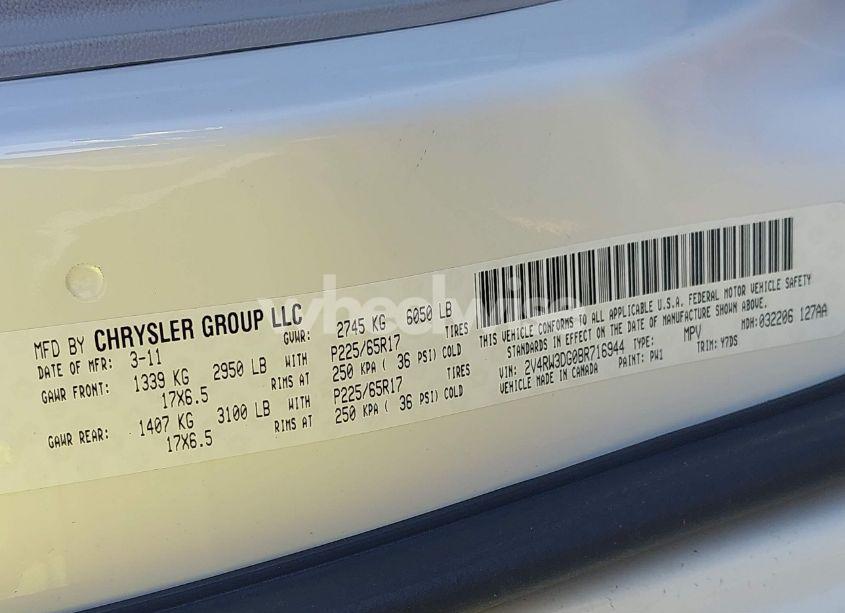 MFD BY CHRYSLER GROUP LLC
DATE OF MFR: 3-11 GVWR: 2745 KG 6050 LB
GAWR FRONT: 1339 KG 2950 LB WITH P225/65R17 TIRES
17X6.5 RIMS AT 250 KPA ( 36 PSI) COLD
GAWR REAR: 1407 KG 3100 LB WITH P225/65R17 TIRES
17X6.5 RIMS AT 250 KPA ( 36 PSI) COLD
THIS VEHICLE CONFORMS TO ALL APPLICABLE U.S.A. FEDERAL MOTOR VEHICLE SAFETY
STANDARDS IN EFFECT ON THE DATE OF MANUFACTURE SHOWN ABOVE.
VIN: 2V4RW3DG0BR716944 TYPE: MPV MDH: 032206 127AA
VEHICLE MADE IN CANADA PAINT: PW1 TRIM: Y7DS
wheelwise